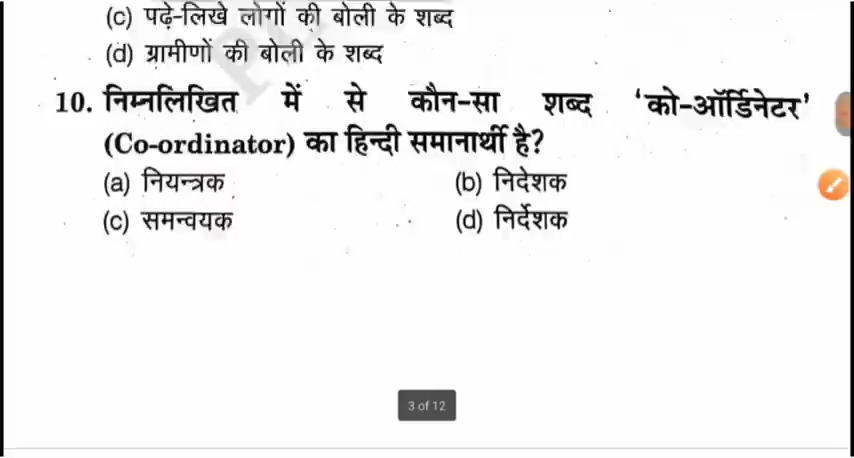 (c) पढ़े-लिखे लोगों की बोली के शब्द
(d) ग्रामीणों की बोली के शब्द
10. निम्नलिखित में से कौन-सा शब्द 'को-ऑर्डिनेटर'
(Co-ordinator) का हिन्दी समानार्थी है?
(a) नियन्त्रक (b) निदेशक
(c) समन्वयक (d) निर्देशक
3 of 12